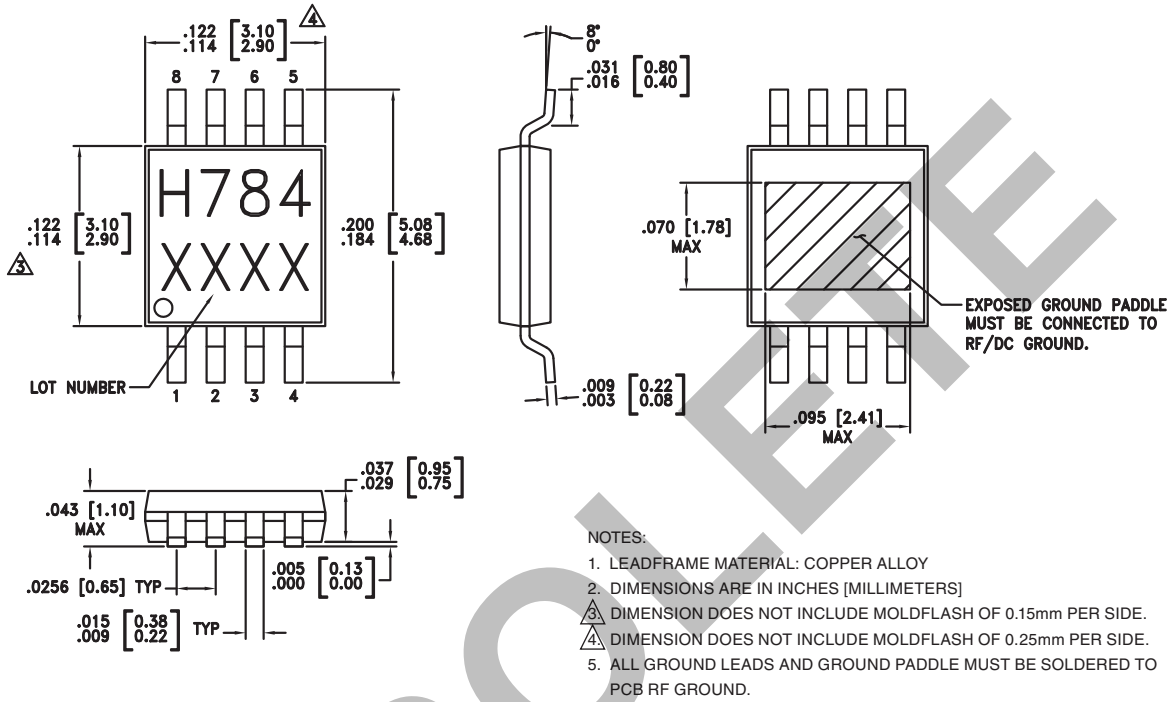 .122 [3.10]
.114 [2.90]
4
8 7 6 5
H784
XXXX
.122 [3.10]
.114 [2.90]
3
.200 [5.08]
.184 [4.68]
LOT NUMBER
1 2 3 4
8°
0°
.031 [0.80]
.016 [0.40]
.009 [0.22]
.003 [0.08]
.070 [1.78]
MAX
EXPOSED GROUND PADDLE
MUST BE CONNECTED TO
RF/DC GROUND.
.095 [2.41]
MAX
.037 [0.95]
.029 [0.75]
.043 [1.10]
MAX
.0256 [0.65] TYP
.005 [0.13]
.000 [0.00]
.015 [0.38]
.009 [0.22] TYP
NOTES:
1. LEADFRAME MATERIAL: COPPER ALLOY
2. DIMENSIONS ARE IN INCHES [MILLIMETERS]
3. DIMENSION DOES NOT INCLUDE MOLDFLASH OF 0.15mm PER SIDE.
4. DIMENSION DOES NOT INCLUDE MOLDFLASH OF 0.25mm PER SIDE.
5. ALL GROUND LEADS AND GROUND PADDLE MUST BE SOLDERED TO
PCB RF GROUND.
OLETE